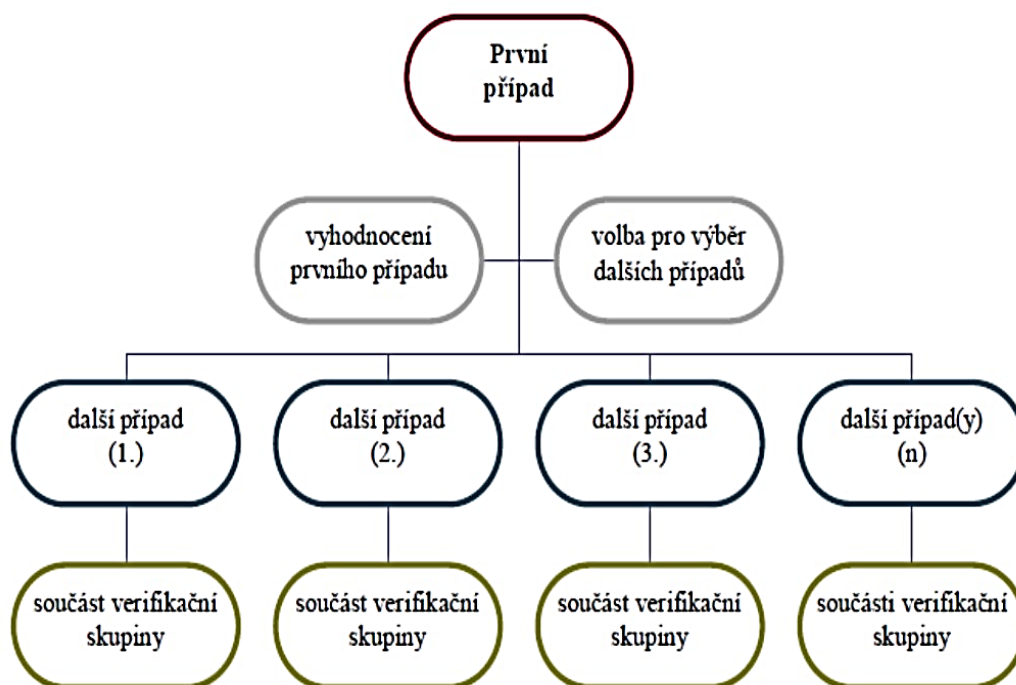 První
případ
vyhodnocení
prvního případu
volba pro výběr
dalších případů
další případ
(1.)
další případ
(2.)
další případ
(3.)
další případ(y)
(n)
součást verifikační
skupiny
součást verifikační
skupiny
součást verifikační
skupiny
součásti verifikační
skupiny